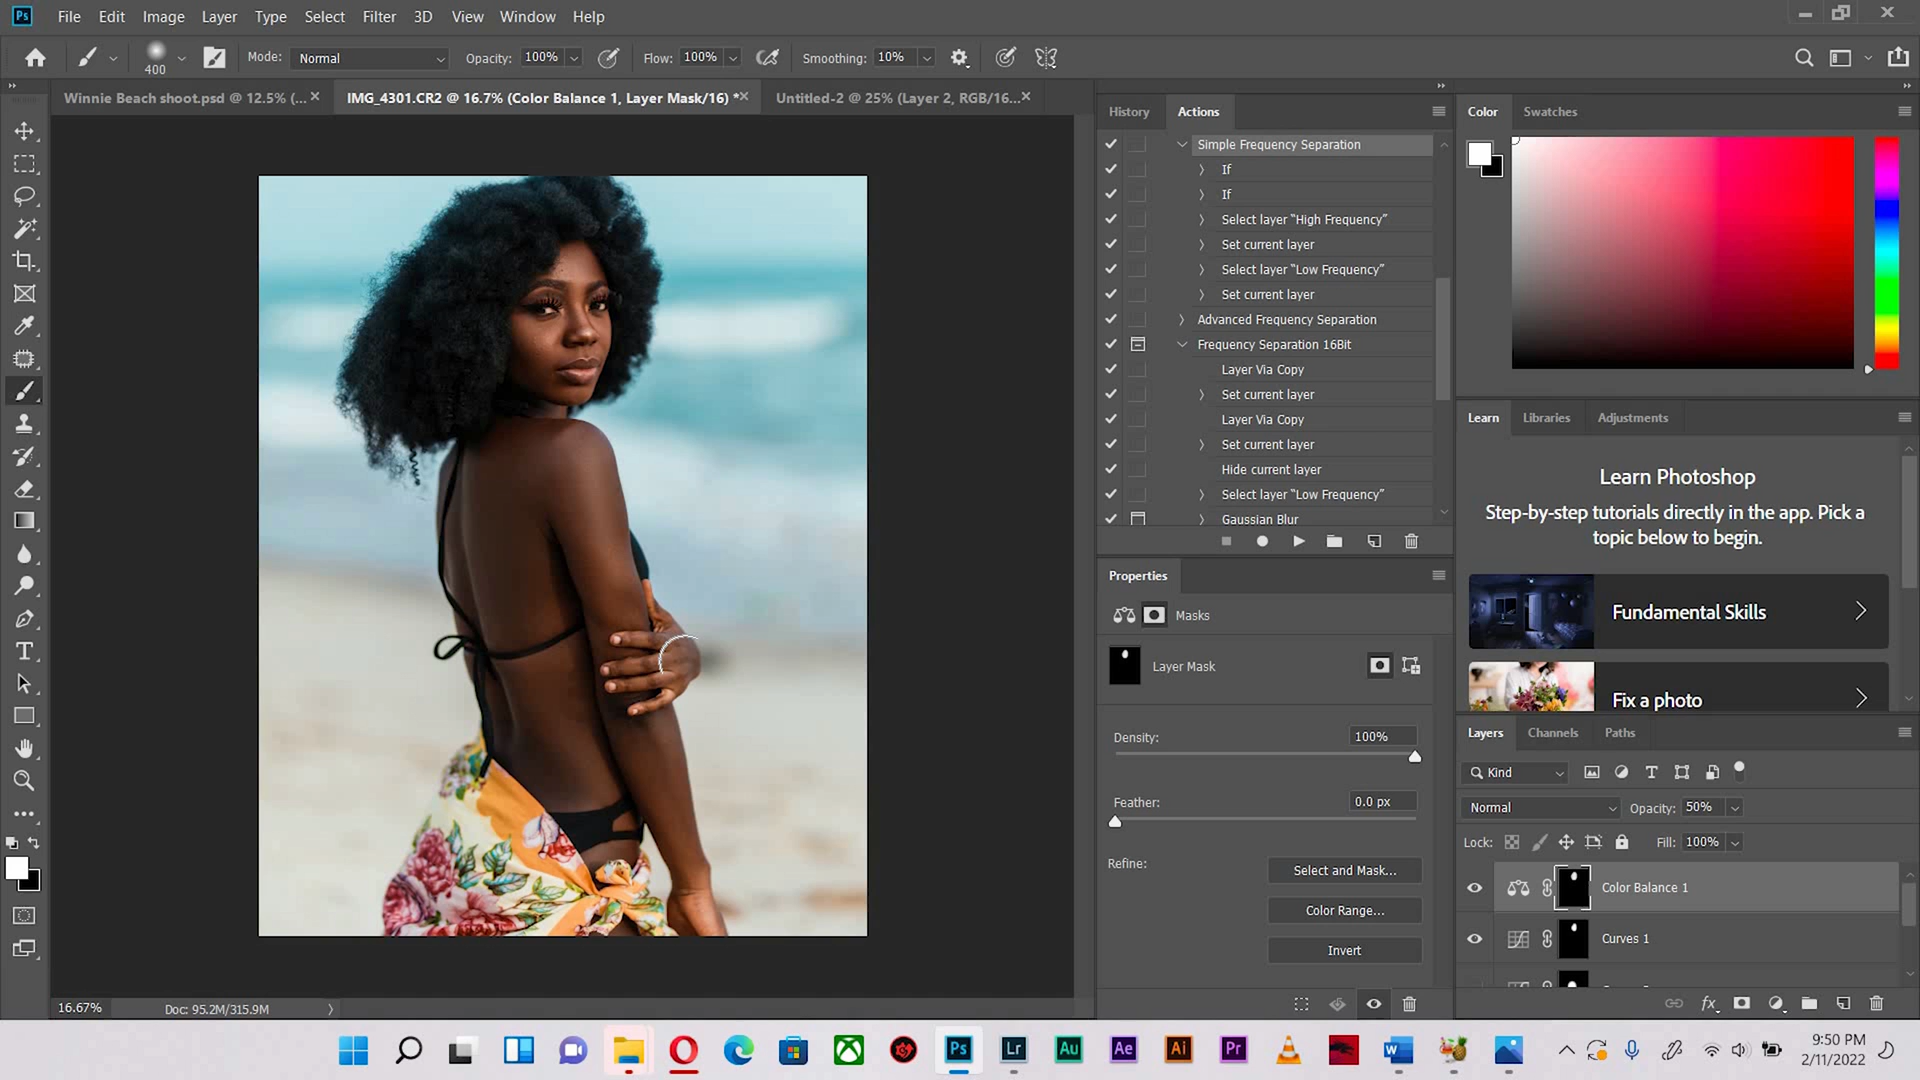 Ps File Edit Image Layer Type Select Filter 3D View Window Help
400 Mode: Normal Opacity: 100% Flow: 100% Smoothing: 10%
Winnie Beach shoot.psd @ 12.5% (... × IMG_4301.CR2 @ 16.7% (Color Balance 1, Layer Mask/16) * × Untitled-2 @ 25% (Layer 2, RGB/16... ×
History Actions
Simple Frequency Separation
If
If
Select layer “High Frequency”
Set current layer
Select layer “Low Frequency”
Set current layer
Advanced Frequency Separation
Frequency Separation 16Bit
Layer Via Copy
Set current layer
Layer Via Copy
Set current layer
Hide current layer
Select layer “Low Frequency”
Gaussian Blur
Properties
Masks
Layer Mask
Density: 100%
Feather: 0.0 px
Refine: Select and Mask...
Color Range...
Invert
Color Swatches
Learn Libraries Adjustments
Learn Photoshop
Step-by-step tutorials directly in the app. Pick a
topic below to begin.
Fundamental Skills
Fix a photo
Layers Channels Paths
Kind
Normal Opacity: 50%
Lock: Fill: 100%
Color Balance 1
Curves 1
fx
16.67% Doc: 95.2M/315.9M
Ps Lr Au Ae Ai Pr W
9:50 PM
2/11/2022